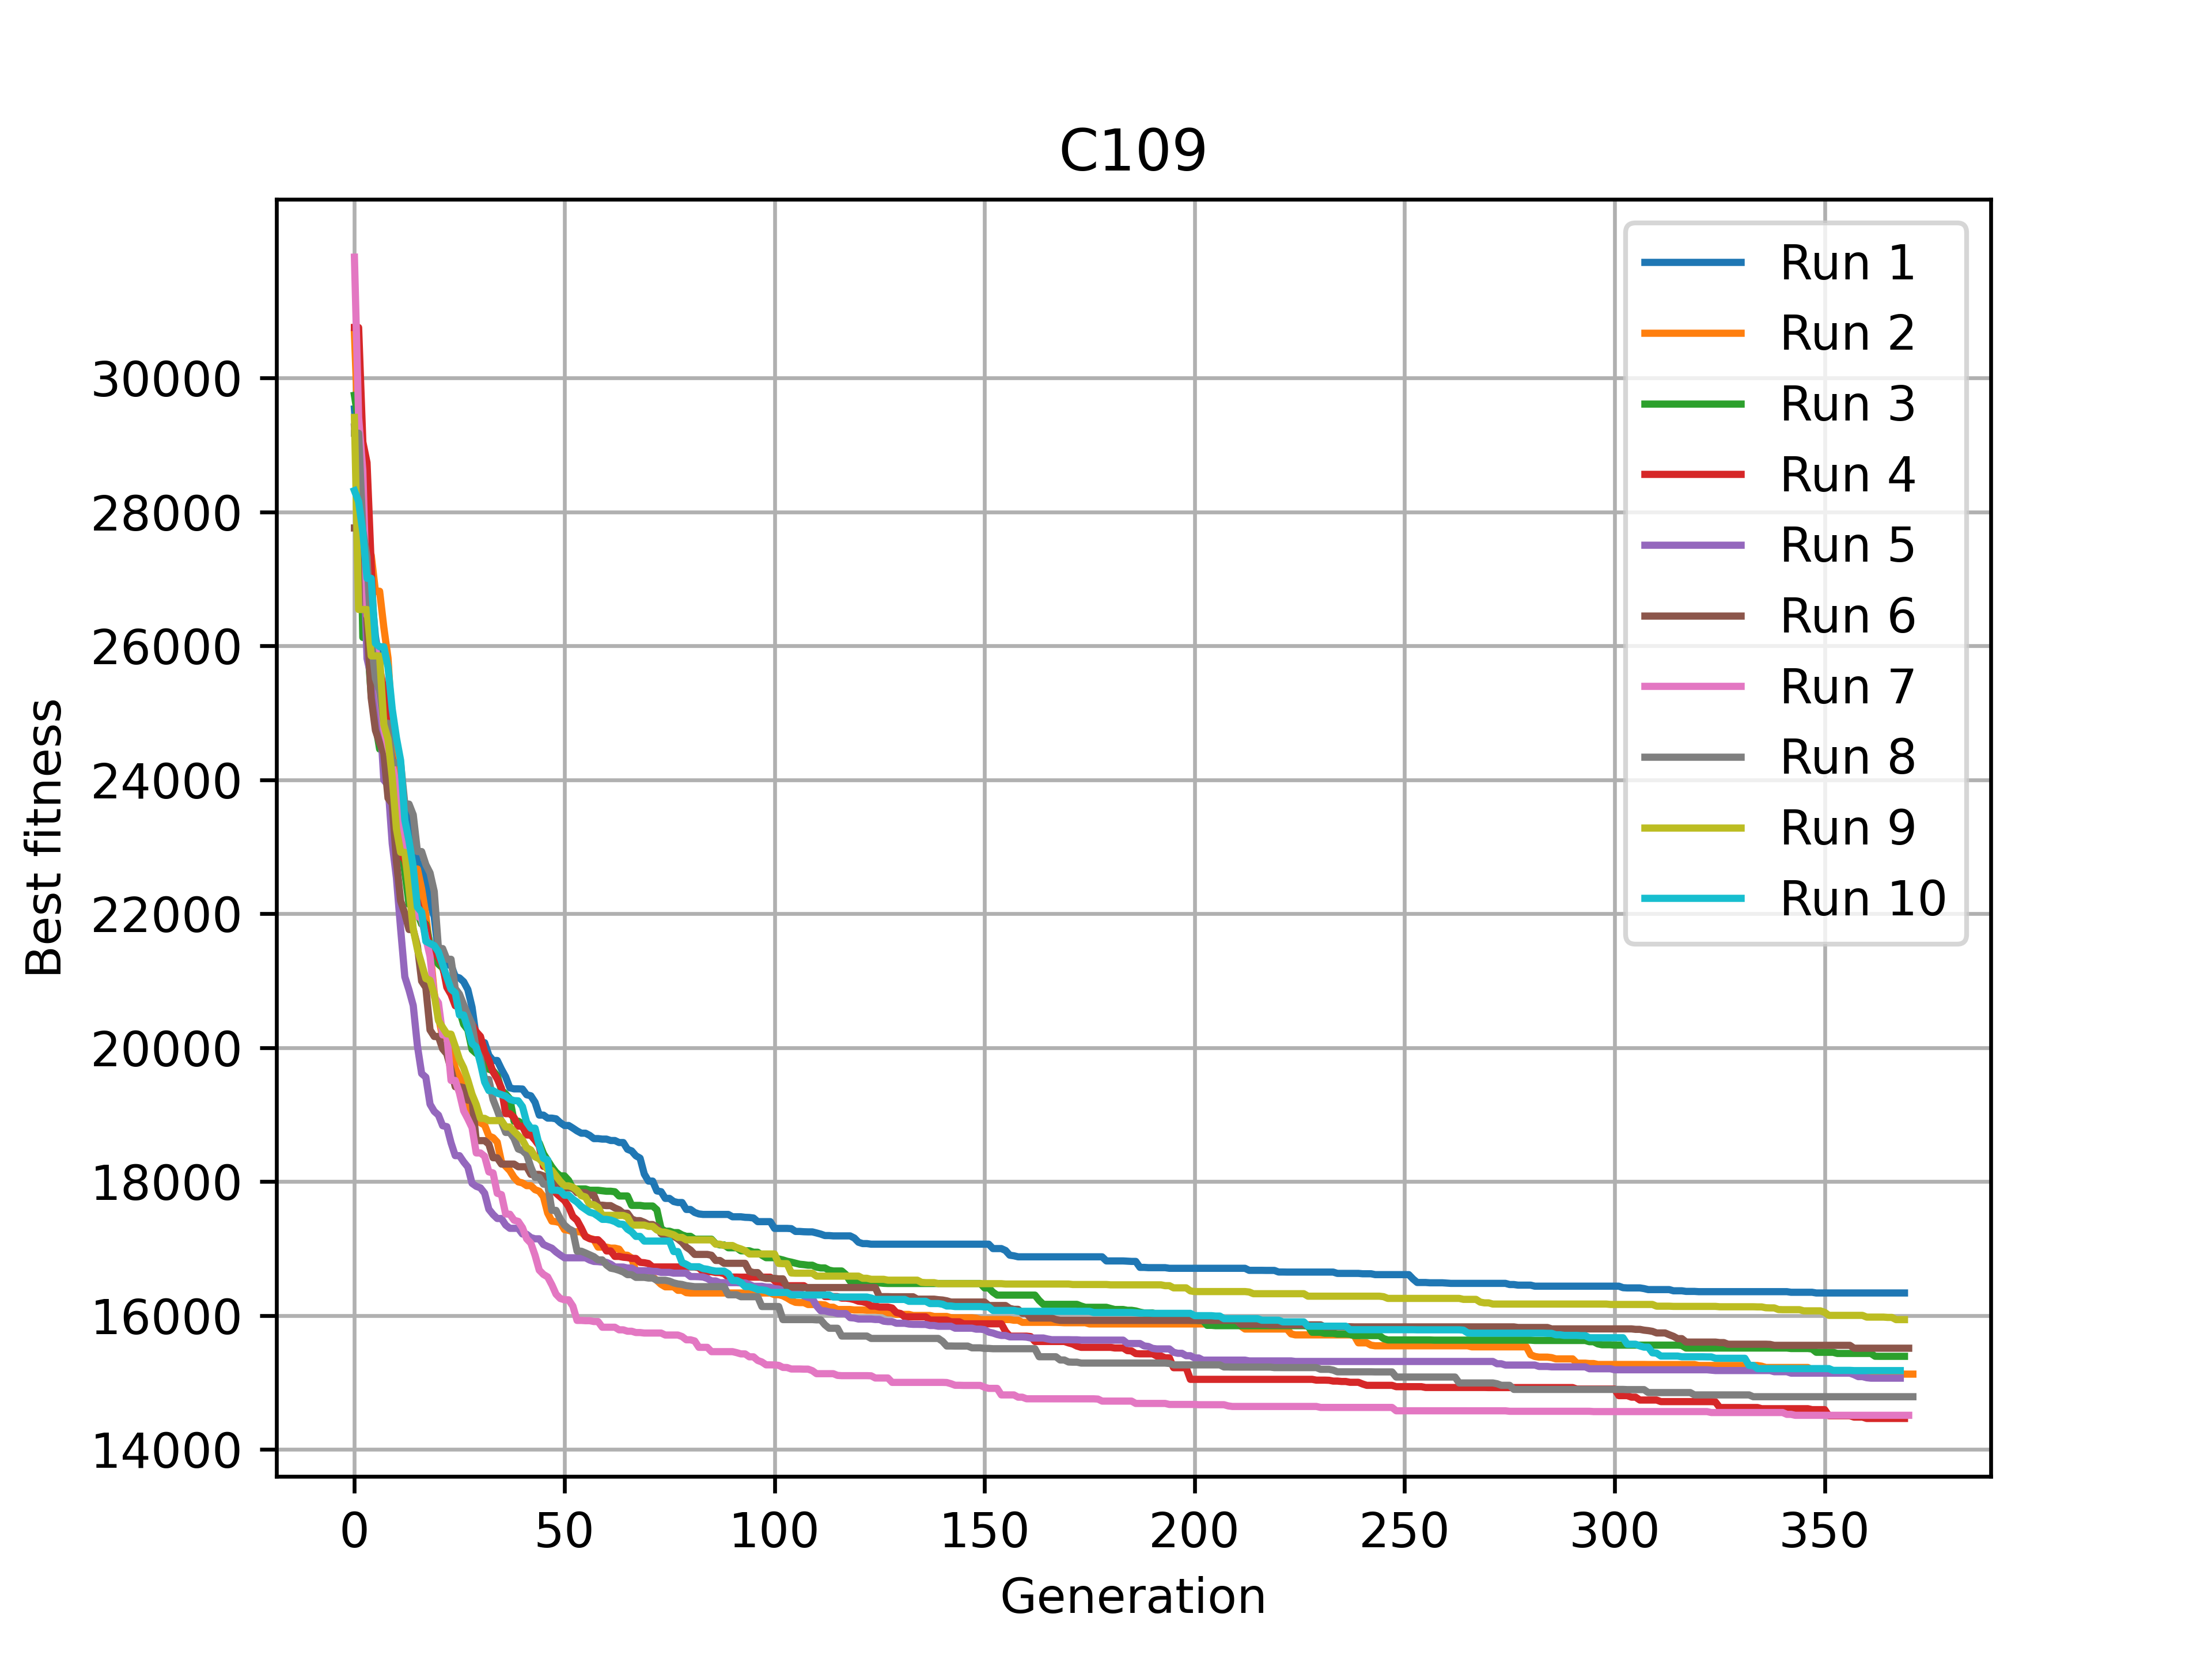 C109
Best fitness
30000
28000
26000
24000
22000
20000
18000
16000
14000
0 50 100 150 200 250 300 350
Generation
Run 1
Run 2
Run 3
Run 4
Run 5
Run 6
Run 7
Run 8
Run 9
Run 10